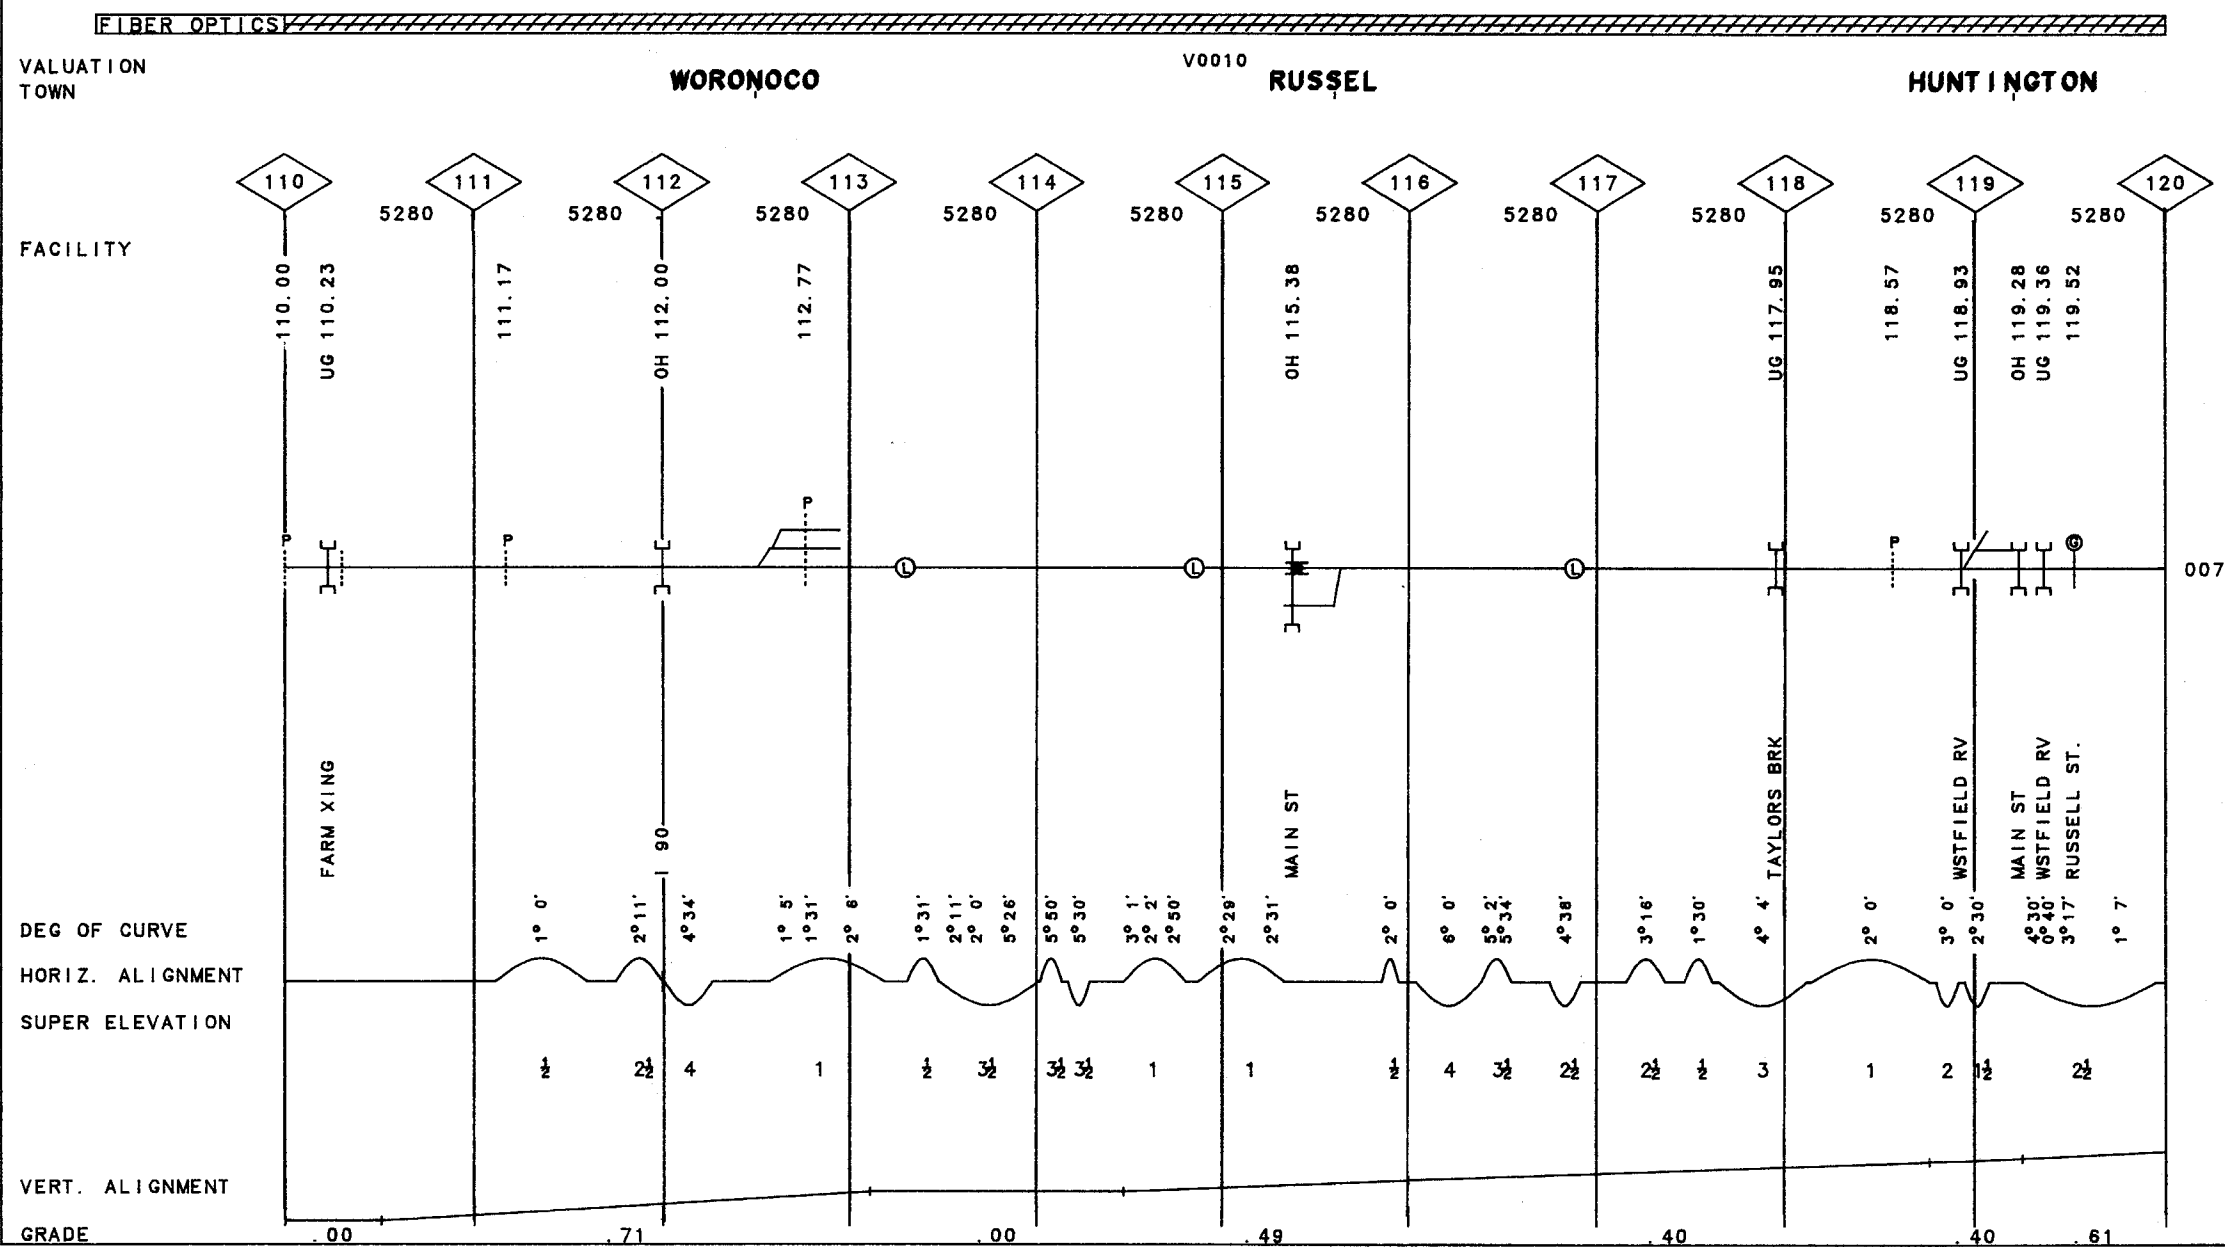 FIBER OPTICS
VALUATION V0010
TOWN WORONOCO RUSSEL HUNTINGTON
110 111 112 113 114 115 116 117 118 119 120
5280 5280 5280 5280 5280 5280 5280 5280 5280 5280
FACILITY
110.00
UG 110.23
111.17
OH 112.00
112.77
OH 115.38
UG 117.95
118.57
UG 118.93
OH 119.28
UG 119.36
119.52
P P P P G
L L L
007
FARM XING
I 90
MAIN ST
TAYLORS BRK
WSTFIELD RV
MAIN ST
WSTFIELD RV
RUSSELL ST.
DEG OF CURVE
1° 0'
2°11'
4°34'
1° 5'
1°31'
2° 6'
1°31'
2°11'
2° 0'
5°26'
5°50'
5°30'
3° 1'
2° 2'
2°50'
2°29'
2°31'
2° 0'
6° 0'
5° 2'
5°34'
4°38'
3°16'
1°30'
4° 4'
2° 0'
3° 0'
2°30'
4°30'
0°40'
3°17'
1° 7'
HORIZ. ALIGNMENT
SUPER ELEVATION
½ 2½ 4 1 ½ 3½ 3½ 3½ 1 1 ½ 4 3½ 2½ 2½ ½ 3 1 2 1½ 2½
VERT. ALIGNMENT
GRADE .00 .71 .00 .49 .40 .40 .61